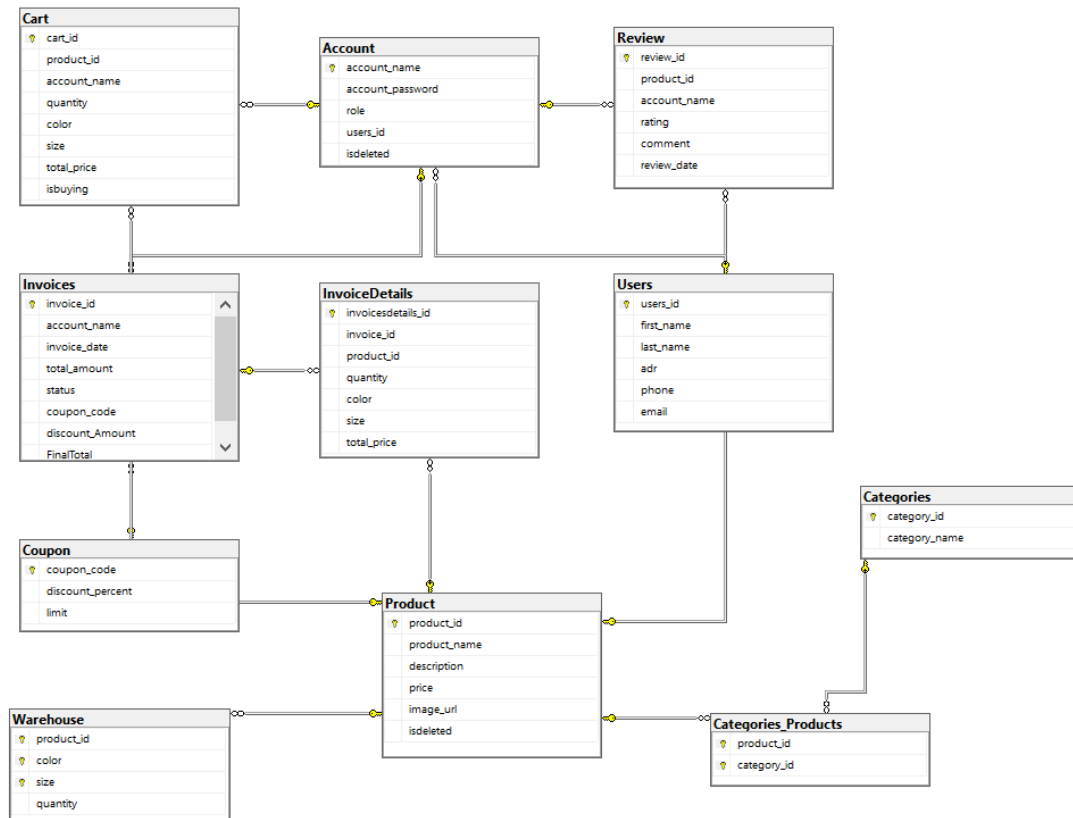 Cart
cart_id
product_id
account_name
quantity
color
size
total_price
isbuying
Account
account_name
account_password
role
users_id
isdeleted
Review
review_id
product_id
account_name
rating
comment
review_date
Invoices
invoice_id
account_name
invoice_date
total_amount
status
coupon_code
discount_Amount
FinalTotal
InvoiceDetails
invoicesdetails_id
invoice_id
product_id
quantity
color
size
total_price
Users
users_id
first_name
last_name
adr
phone
email
Categories
category_id
category_name
Coupon
coupon_code
discount_percent
limit
Product
product_id
product_name
description
price
image_url
isdeleted
Warehouse
product_id
color
size
quantity
Categories_Products
product_id
category_id